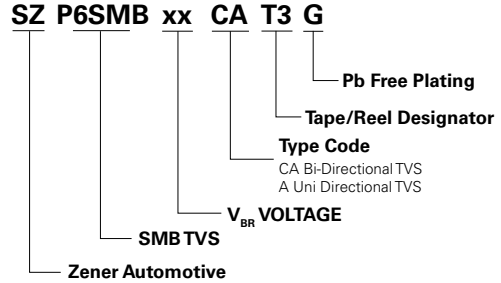 SZ P6SMB xx CA T3 G
Pb Free Plating
Tape/Reel Designator
Type Code
CA Bi-Directional TVS
A Uni Directional TVS
VBR VOLTAGE
SMB TVS
Zener Automotive